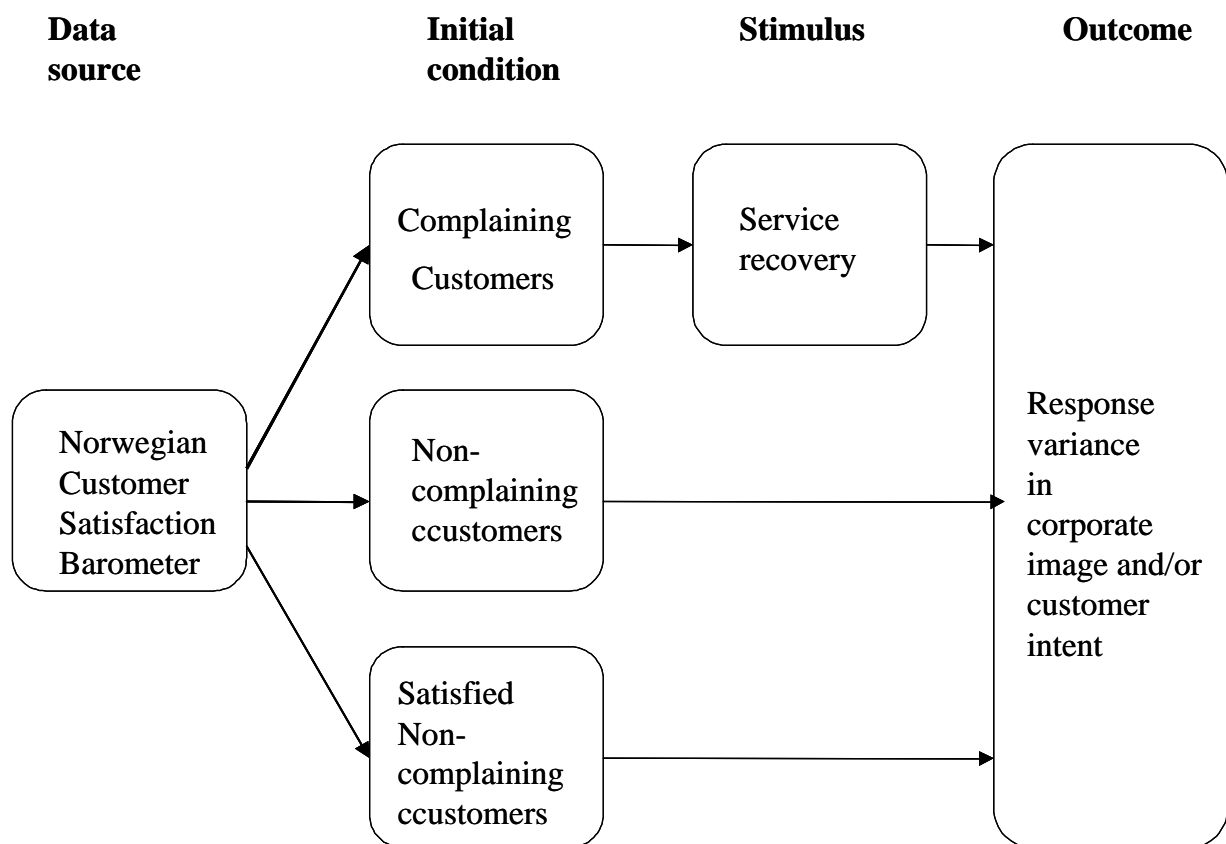 Data
source
Initial
condition
Stimulus
Outcome
Complaining
Customers
Service
recovery
Norwegian
Customer
Satisfaction
Barometer
Non-
complaining
ccustomers
Satisfied
Non-
complaining
ccustomers
Response
variance
in
corporate
image and/or
customer
intent